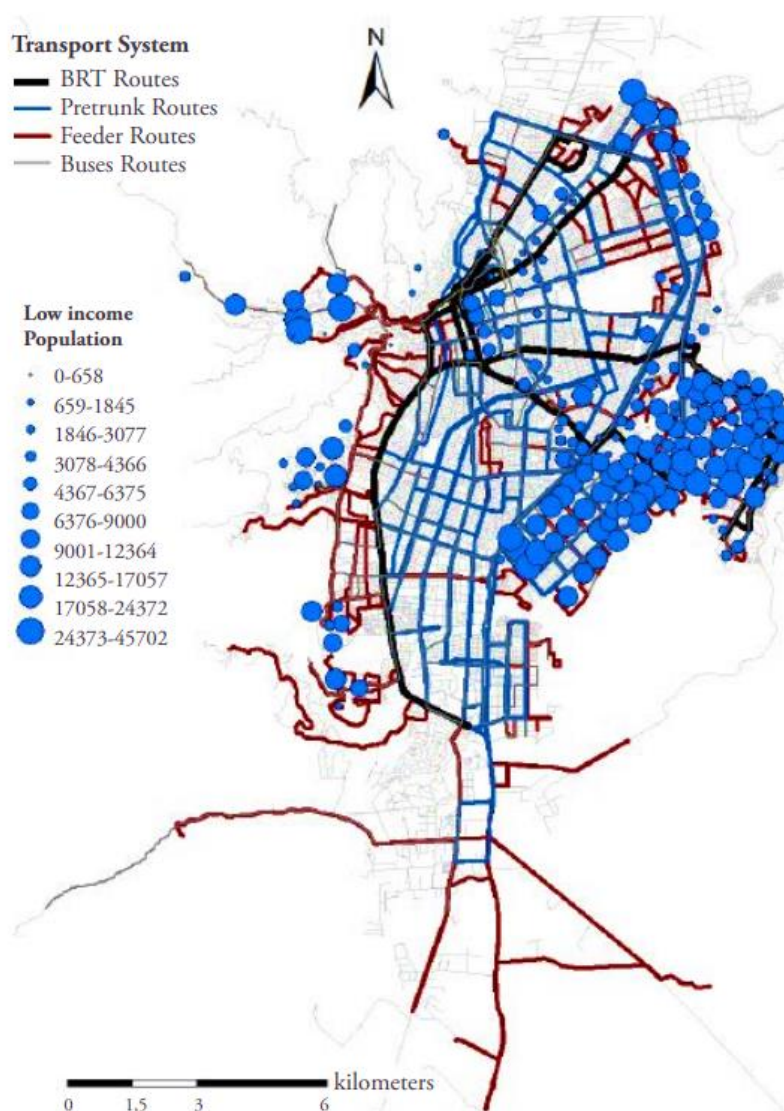 N
Transport System
BRT Routes
Pretrunk Routes
Feeder Routes
Buses Routes
Low income
Population
0-658
659-1845
1846-3077
3078-4366
4367-6375
6376-9000
9001-12364
12365-17057
17058-24372
24373-45702
kilometers
0 1.5 3 6